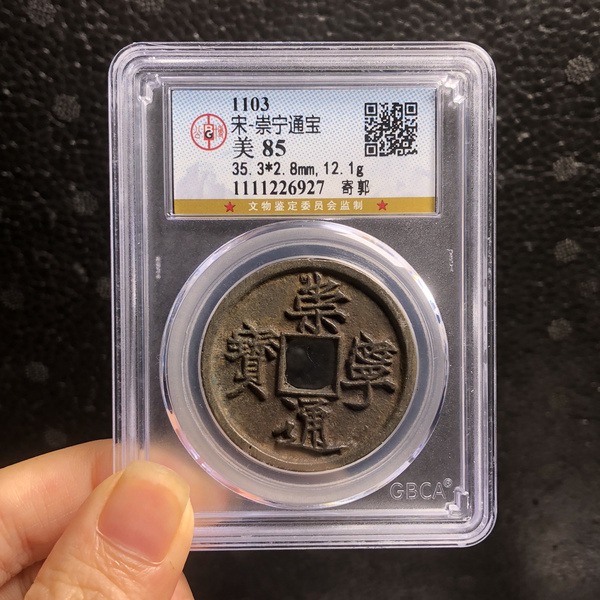 1103
宋-崇宁通宝
美 85
35.3*2.8mm,12.1g
1111226927 寄郭
★ 文物鉴定委员会监制 ★
崇
寶 寧
通
GBCA®